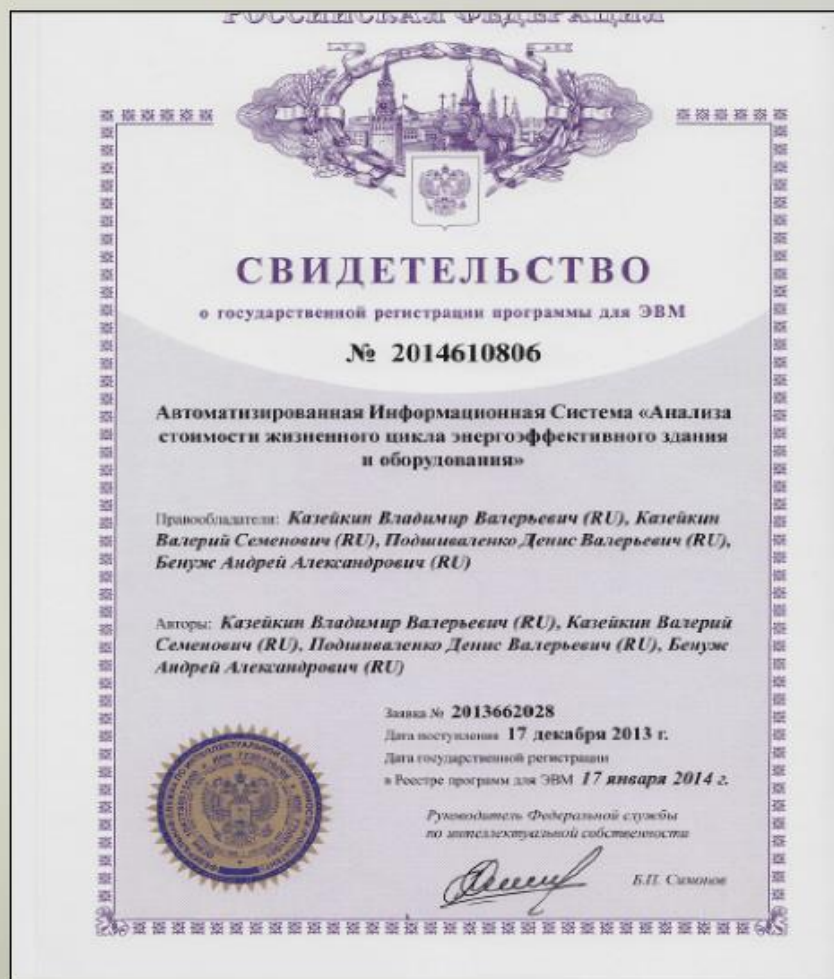 РОССИЙСКАЯ ФЕДЕРАЦИЯ
СВИДЕТЕЛЬСТВО
о государственной регистрации программы для ЭВМ
№ 2014610806
Автоматизированная Информационная Система «Анализа
стоимости жизненного цикла энергоэффективного здания
и оборудования»
Правообладатели: Казейкин Владимир Валерьевич (RU), Казейкин
Валерий Семенович (RU), Подшиваленко Денис Валерьевич (RU),
Бенуж Андрей Александрович (RU)
Авторы: Казейкин Владимир Валерьевич (RU), Казейкин Валерий
Семенович (RU), Подшиваленко Денис Валерьевич (RU), Бенуж
Андрей Александрович (RU)
Заявка № 2013662028
Дата поступления 17 декабря 2013 г.
Дата государственной регистрации
в Реестре программ для ЭВМ 17 января 2014 г.
Руководитель Федеральной службы
по интеллектуальной собственности
Б.П. Симонов